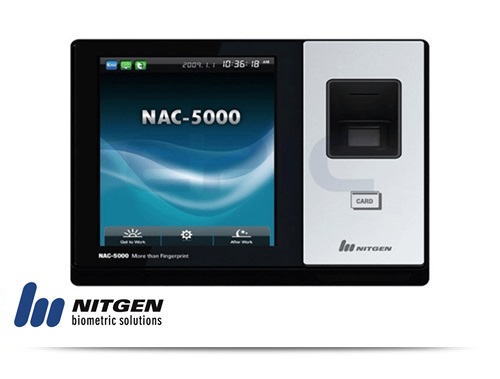 2009.1.1 10:36:18 AM
NAC-5000
Get to Work
After Work
CARD
NITGEN
NAC-5000 More than Fingerprint
NITGEN
biometric solutions